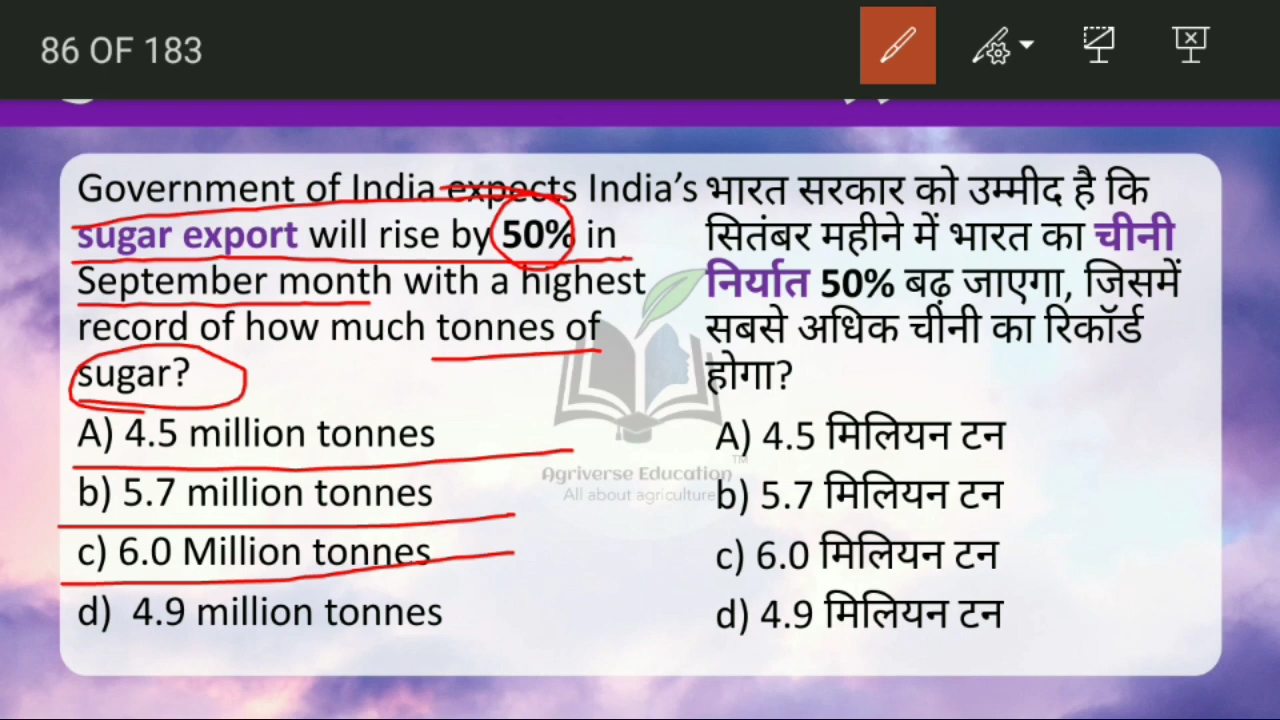 86 OF 183
Government of India expects India's
sugar export will rise by 50% in
September month with a highest
record of how much tonnes of
sugar?
A) 4.5 million tonnes
b) 5.7 million tonnes
c) 6.0 Million tonnes
d) 4.9 million tonnes
भारत सरकार को उम्मीद है कि
सितंबर महीने में भारत का चीनी
निर्यात 50% बढ़ जाएगा, जिसमें
सबसे अधिक चीनी का रिकॉर्ड
होगा?
A) 4.5 मिलियन टन
b) 5.7 मिलियन टन
c) 6.0 मिलियन टन
d) 4.9 मिलियन टन
Agriverse Education TM
All about agriculture